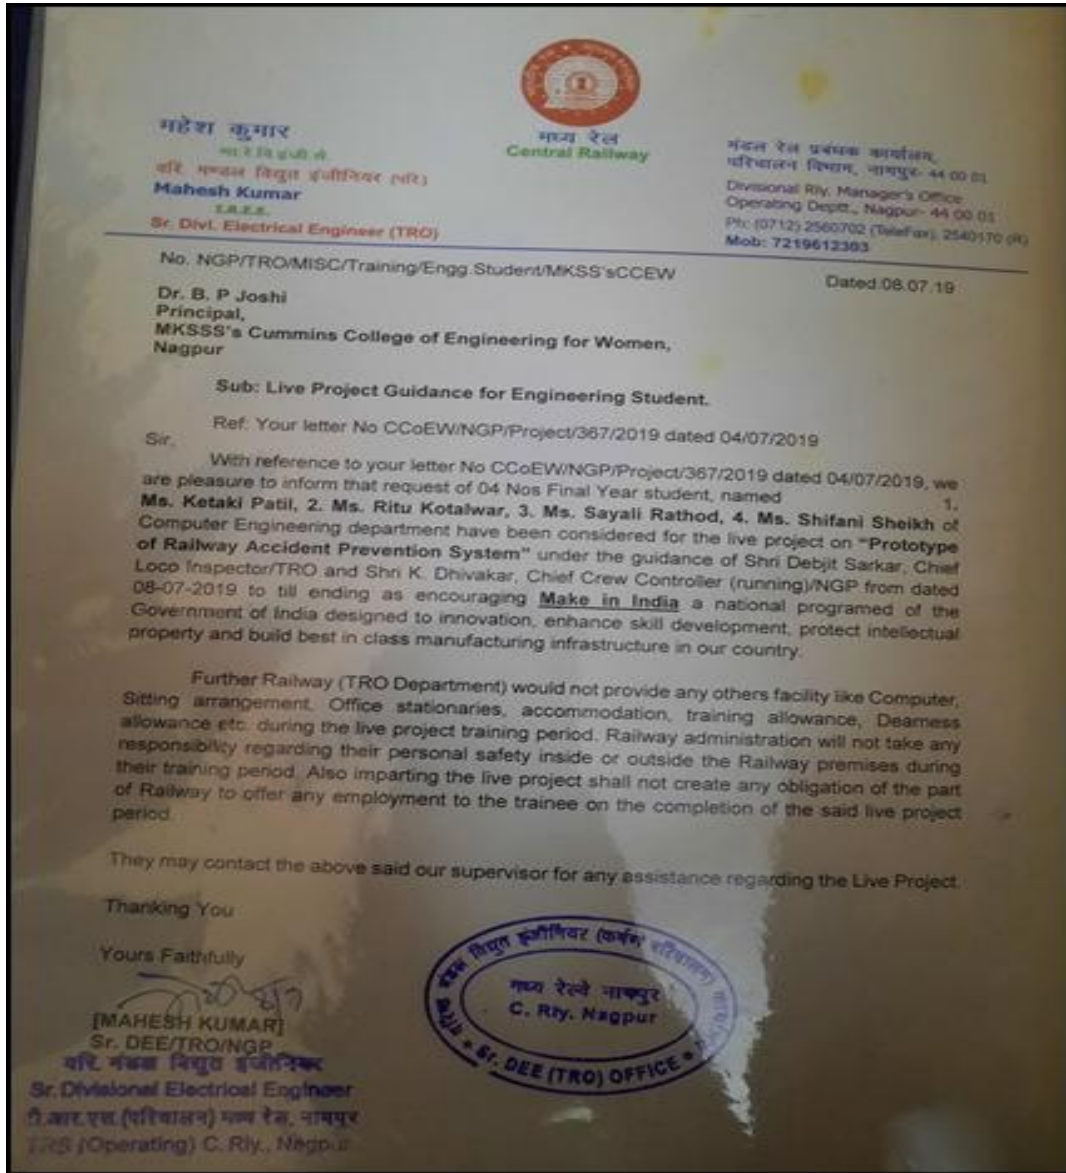 महेश कुमार
भा.रे.वि.इंजी.से.
वरि. मण्डल विद्युत इंजीनियर (परि)
Mahesh Kumar
I.R.E.E.
Sr. Divl. Electrical Engineer (TRO)
मध्य रेल
Central Railway
मंडल रेल प्रबंधक कार्यालय,
परिचालन विभाग, नागपुर- 44 00 01
Divisional Rly. Manager's Office
Operating Deptt., Nagpur- 44 00 01
Ph: (0712) 2560702 (TeleFax), 2540170 (R)
Mob: 7219612303
No. NGP/TRO/MISC/Training/Engg.Student/MKSS'sCCEW
Dated.08.07.19
Dr. B. P Joshi
Principal,
MKSSS's Cummins College of Engineering for Women,
Nagpur
Sub: Live Project Guidance for Engineering Student.
Ref: Your letter No CCoEW/NGP/Project/367/2019 dated 04/07/2019
Sir,
With reference to your letter No CCoEW/NGP/Project/367/2019 dated 04/07/2019, we
are pleasure to inform that request of 04 Nos Final Year student, named 1.
Ms. Ketaki Patil, 2. Ms. Ritu Kotalwar, 3. Ms. Sayali Rathod, 4. Ms. Shifani Sheikh of
Computer Engineering department have been considered for the live project on “Prototype
of Railway Accident Prevention System” under the guidance of Shri Debjit Sarkar, Chief
Loco Inspector/TRO and Shri K. Dhivakar, Chief Crew Controller (running)/NGP from dated
08-07-2019 to till ending as encouraging Make in India a national programed of the
Government of India designed to innovation, enhance skill development, protect intellectual
property and build best in class manufacturing infrastructure in our country.
Further Railway (TRO Department) would not provide any others facility like Computer,
Sitting arrangement, Office stationaries, accommodation, training allowance, Dearness
allowance etc. during the live project training period. Railway administration will not take any
responsibility regarding their personal safety inside or outside the Railway premises during
their training period. Also imparting the live project shall not create any obligation of the part
of Railway to offer any employment to the trainee on the completion of the said live project
period.
They may contact the above said our supervisor for any assistance regarding the Live Project.
Thanking You
Yours Faithfully
[MAHESH KUMAR]
Sr. DEE/TRO/NGP
वरि. मंडल विद्युत इंजीनियर
Sr. Divisional Electrical Engineer
टी.आर.एस.(परिचालन) मध्य रेल, नागपुर
TRS (Operating) C. Rly., Nagpur
वरिष्ठ मंडल विद्युत इंजीनियर (कर्षण परिचालन)
मध्य रेल्वे नागपुर
C. Rly. Nagpur
Sr. DEE (TRO) OFFICE